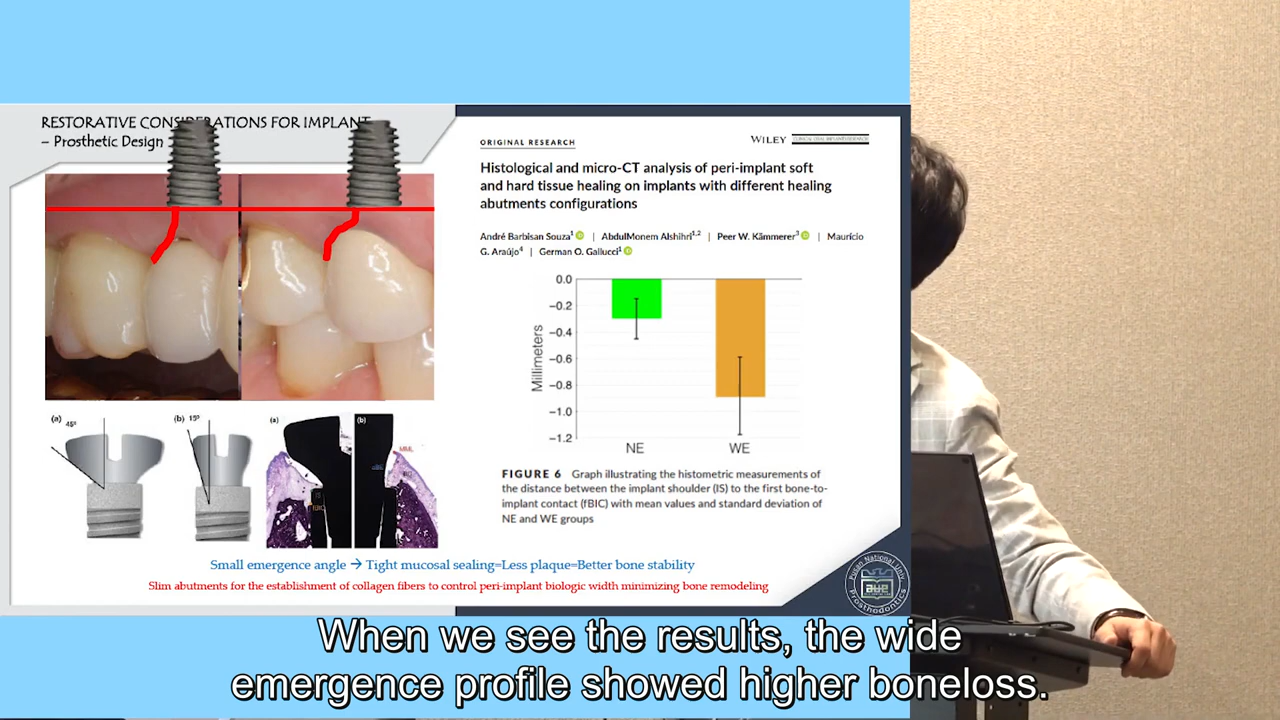 RESTORATIVE CONSIDERATIONS FOR IMPLANT
– Prosthetic Design
(a) 45º
(b) 15º
(a)
(b)
Small emergence angle → Tight mucosal sealing=Less plaque=Better bone stability
Slim abutments for the establishment of collagen fibers to control peri-implant biologic width minimizing bone remodeling
ORIGINAL RESEARCH
WILEY
Histological and micro-CT analysis of peri-implant soft
and hard tissue healing on implants with different healing
abutments configurations
André Barbisan Souza1 | AbdulMonem Alshihri1,2 | Peer W. Kämmerer3 | Maurício
G. Araújo4 | German O. Gallucci1
Millimeters
0.0
−0.2
−0.4
−0.6
−0.8
−1.0
−1.2
NE
WE
FIGURE 6 Graph illustrating the histometric measurements of
the distance between the implant shoulder (IS) to the first bone-to-
implant contact (fBIC) with mean values and standard deviation of
NE and WE groups
Pusan National Univ.
Prosthodontics
When we see the results, the wide
emergence profile showed higher boneloss.